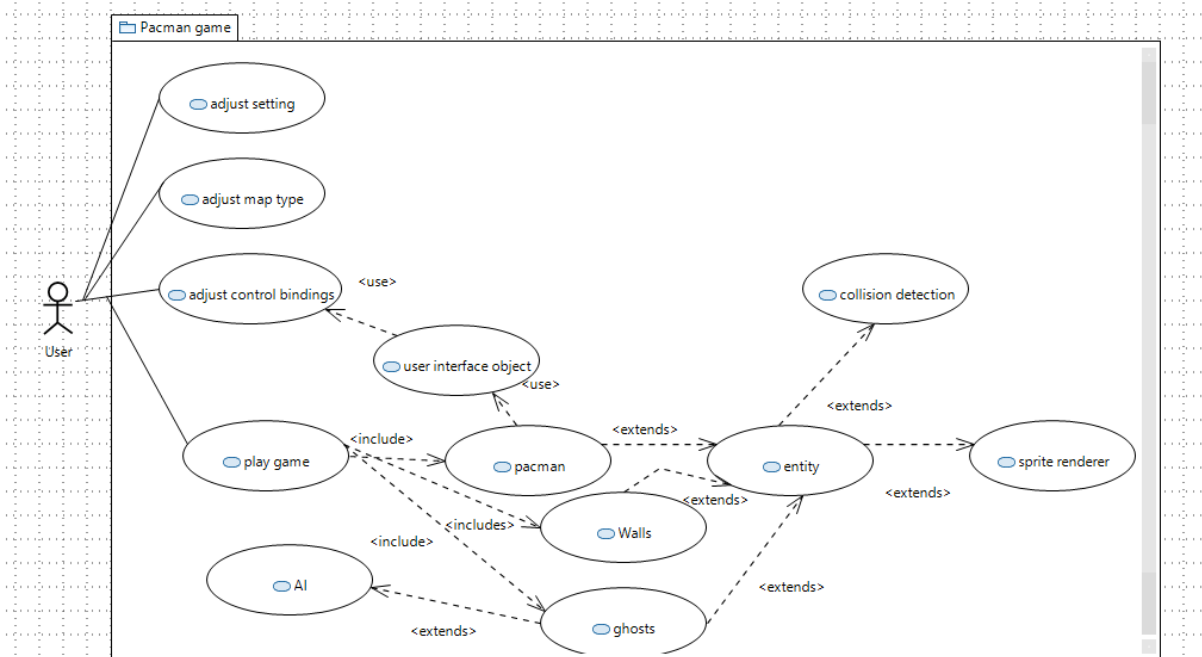 Pacman game
adjust setting
adjust map type
<use>
adjust control bindings
collision detection
User
user interface object
<use>
<extends>
<include>
<extends>
play game
pacman
entity
sprite renderer
<extends>
<extends>
<includes>
Walls
<include>
AI
<extends>
<extends>
ghosts